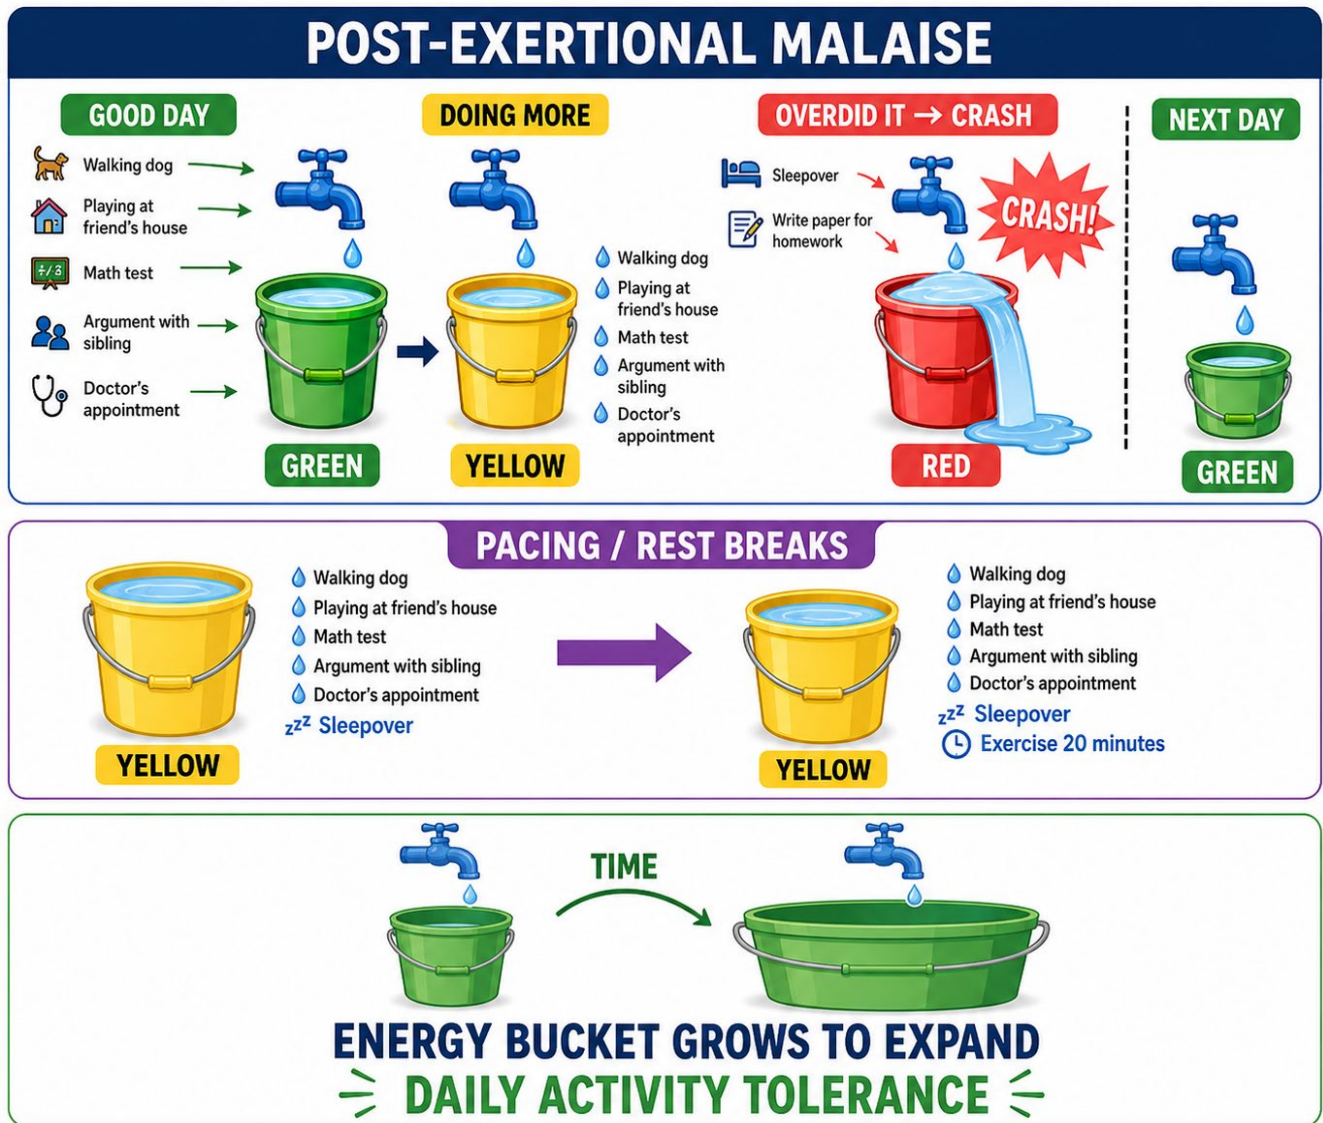 POST-EXERTIONAL MALAISE
GOOD DAY
Walking dog
Playing at
friend's house
Math test
Argument with
sibling
Doctor's
appointment
GREEN
DOING MORE
Walking dog
Playing at
friend's house
Math test
Argument with
sibling
Doctor's
appointment
YELLOW
OVERDID IT → CRASH
Sleepover
Write paper for
homework
CRASH!
RED
NEXT DAY
GREEN
PACING / REST BREAKS
Walking dog
Playing at friend's house
Math test
Argument with sibling
Doctor's appointment
zzz Sleepover
YELLOW
Walking dog
Playing at friend's house
Math test
Argument with sibling
Doctor's appointment
zzz Sleepover
Exercise 20 minutes
YELLOW
TIME
ENERGY BUCKET GROWS TO EXPAND
DAILY ACTIVITY TOLERANCE